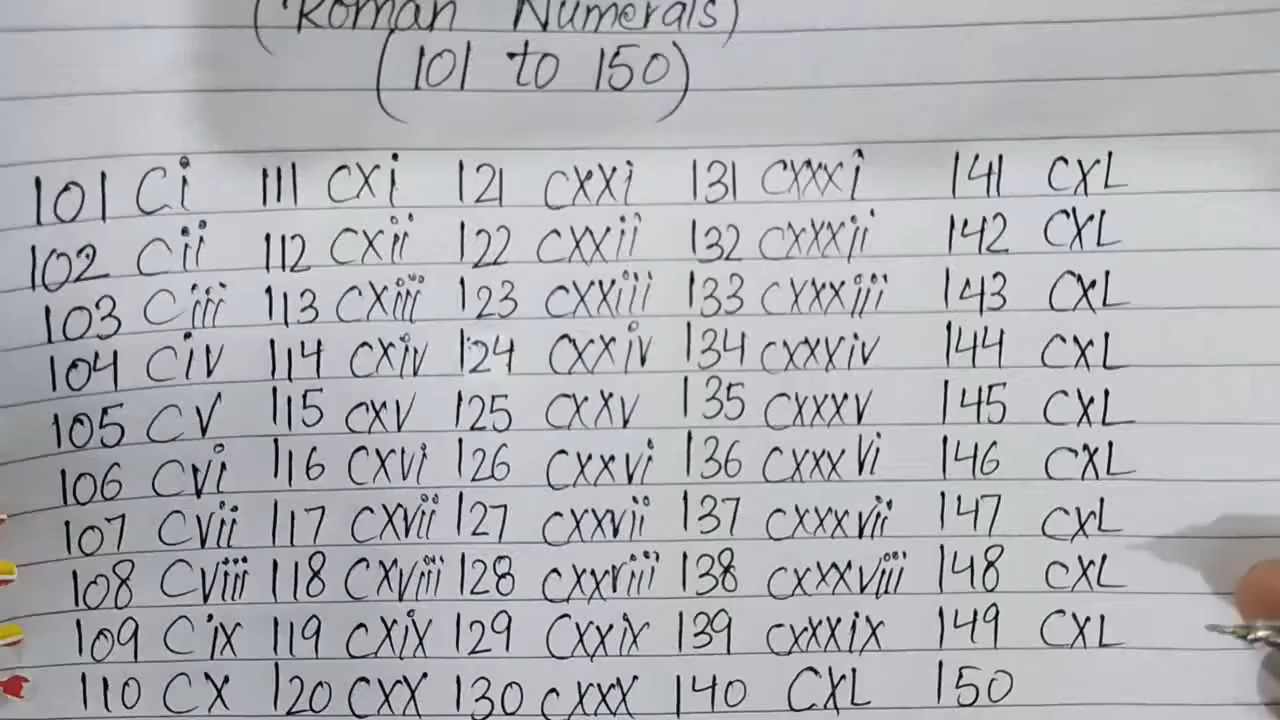 (Roman Numerals)
(101 to 150)
101 Ci 111 CXi 121 CXXi 131 CXXXi 141 CXL
102 Cii 112 CXii 122 CXXii 132 CXXXii 142 CXL
103 Ciii 113 CXiii 123 CXXiii 133 CXXXiii 143 CXL
104 Civ 114 CXiv 124 CXXiv 134 CXXXiv 144 CXL
105 CV 115 CXV 125 CXXV 135 CXXXV 145 CXL
106 CVi 116 CXVi 126 CXXVi 136 CXXXVi 146 CXL
107 CVii 117 CXVii 127 CXXVii 137 CXXXVii 147 CXL
108 CViii 118 CXViii 128 CXXViii 138 CXXXViii 148 CXL
109 CiX 119 CXiX 129 CXXiX 139 CXXXiX 149 CXL
110 CX 120 CXX 130 CXXX 140 CXL 150